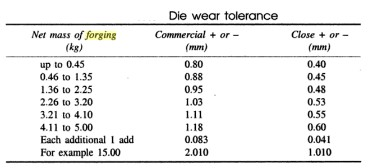 Die wear tolerance
Net mass of forging Commercial + or – Close + or –
(kg) (mm) (mm)
up to 0.45 0.80 0.40
0.46 to 1.35 0.88 0.45
1.36 to 2.25 0.95 0.48
2.26 to 3.20 1.03 0.53
3.21 to 4.10 1.11 0.55
4.11 to 5.00 1.18 0.60
Each additional 1 add 0.083 0.041
For example 15.00 2.010 1.010